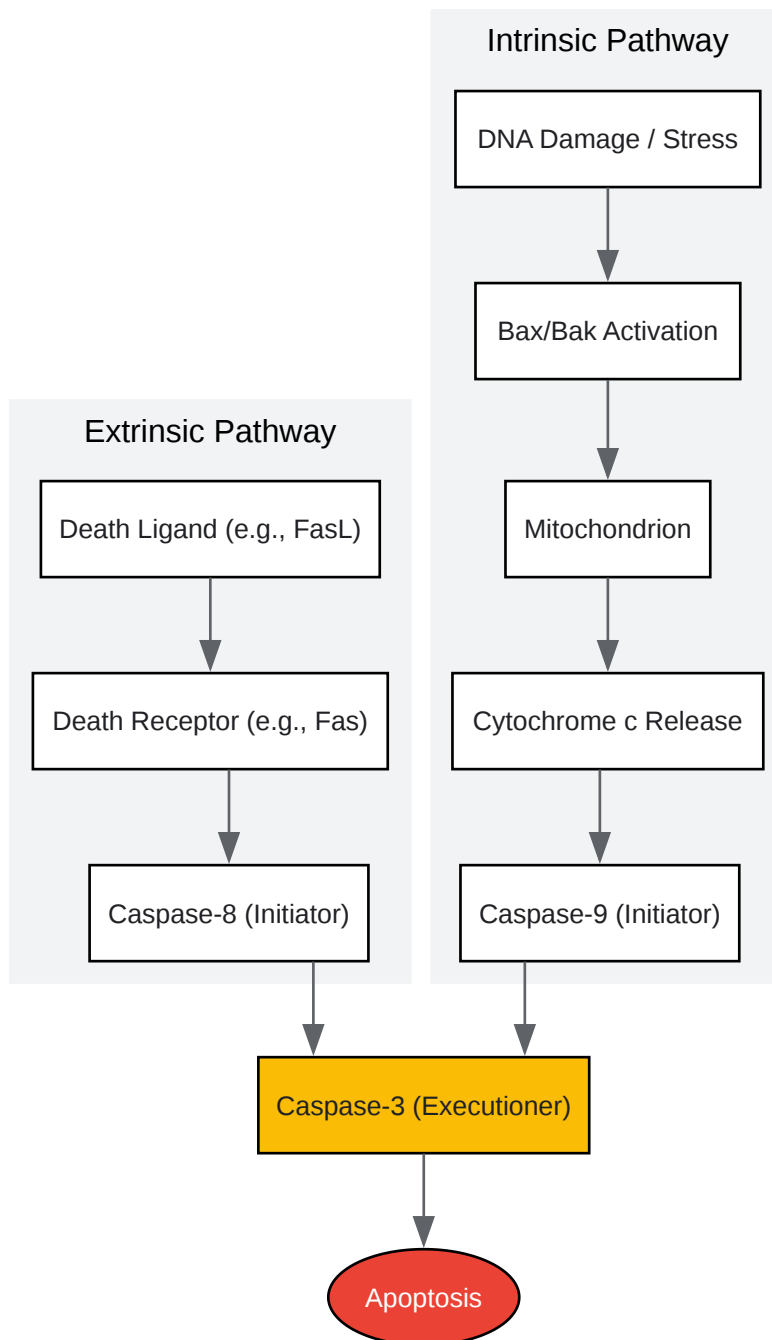 Intrinsic Pathway
DNA Damage / Stress
Bax/Bak Activation
Mitochondrion
Cytochrome c Release
Caspase-9 (Initiator)
Extrinsic Pathway
Death Ligand (e.g., FasL)
Death Receptor (e.g., Fas)
Caspase-8 (Initiator)
Caspase-3 (Executioner)
Apoptosis